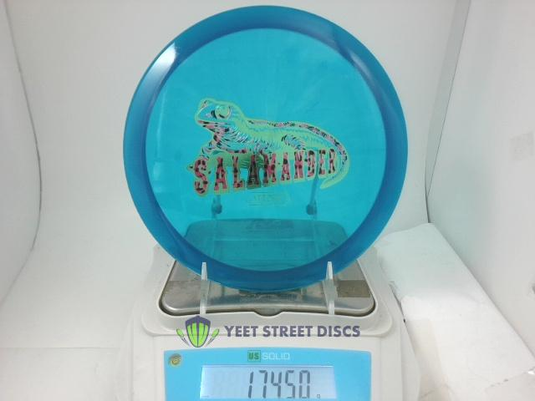 SALAMANDER
YEET STREET DISCS
US SOLID
174.50 g